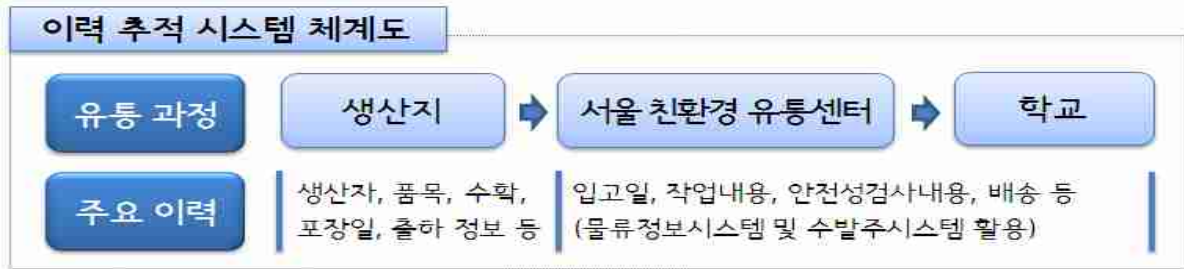 이력 추적 시스템 체계도
유통 과정
생산지
서울 친환경 유통센터
학교
주요 이력
생산자, 품목, 수확,
포장일, 출하 정보 등
입고일, 작업내용, 안전성검사내용, 배송 등
(물류정보시스템 및 수발주시스템 활용)